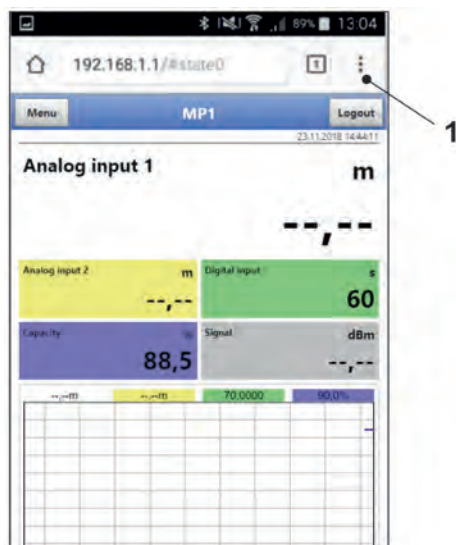 89% 13:04
192.168.1.1/#state0 1
1
Menu MP1 Logout
23.11.2018 14:44:11
Analog input 1 m
--,--
Analog input 2 m Digital input s
--,-- 60
Capacity % Signal dBm
88,5 --,--
--,--m --,--m 70,0000 90,0%